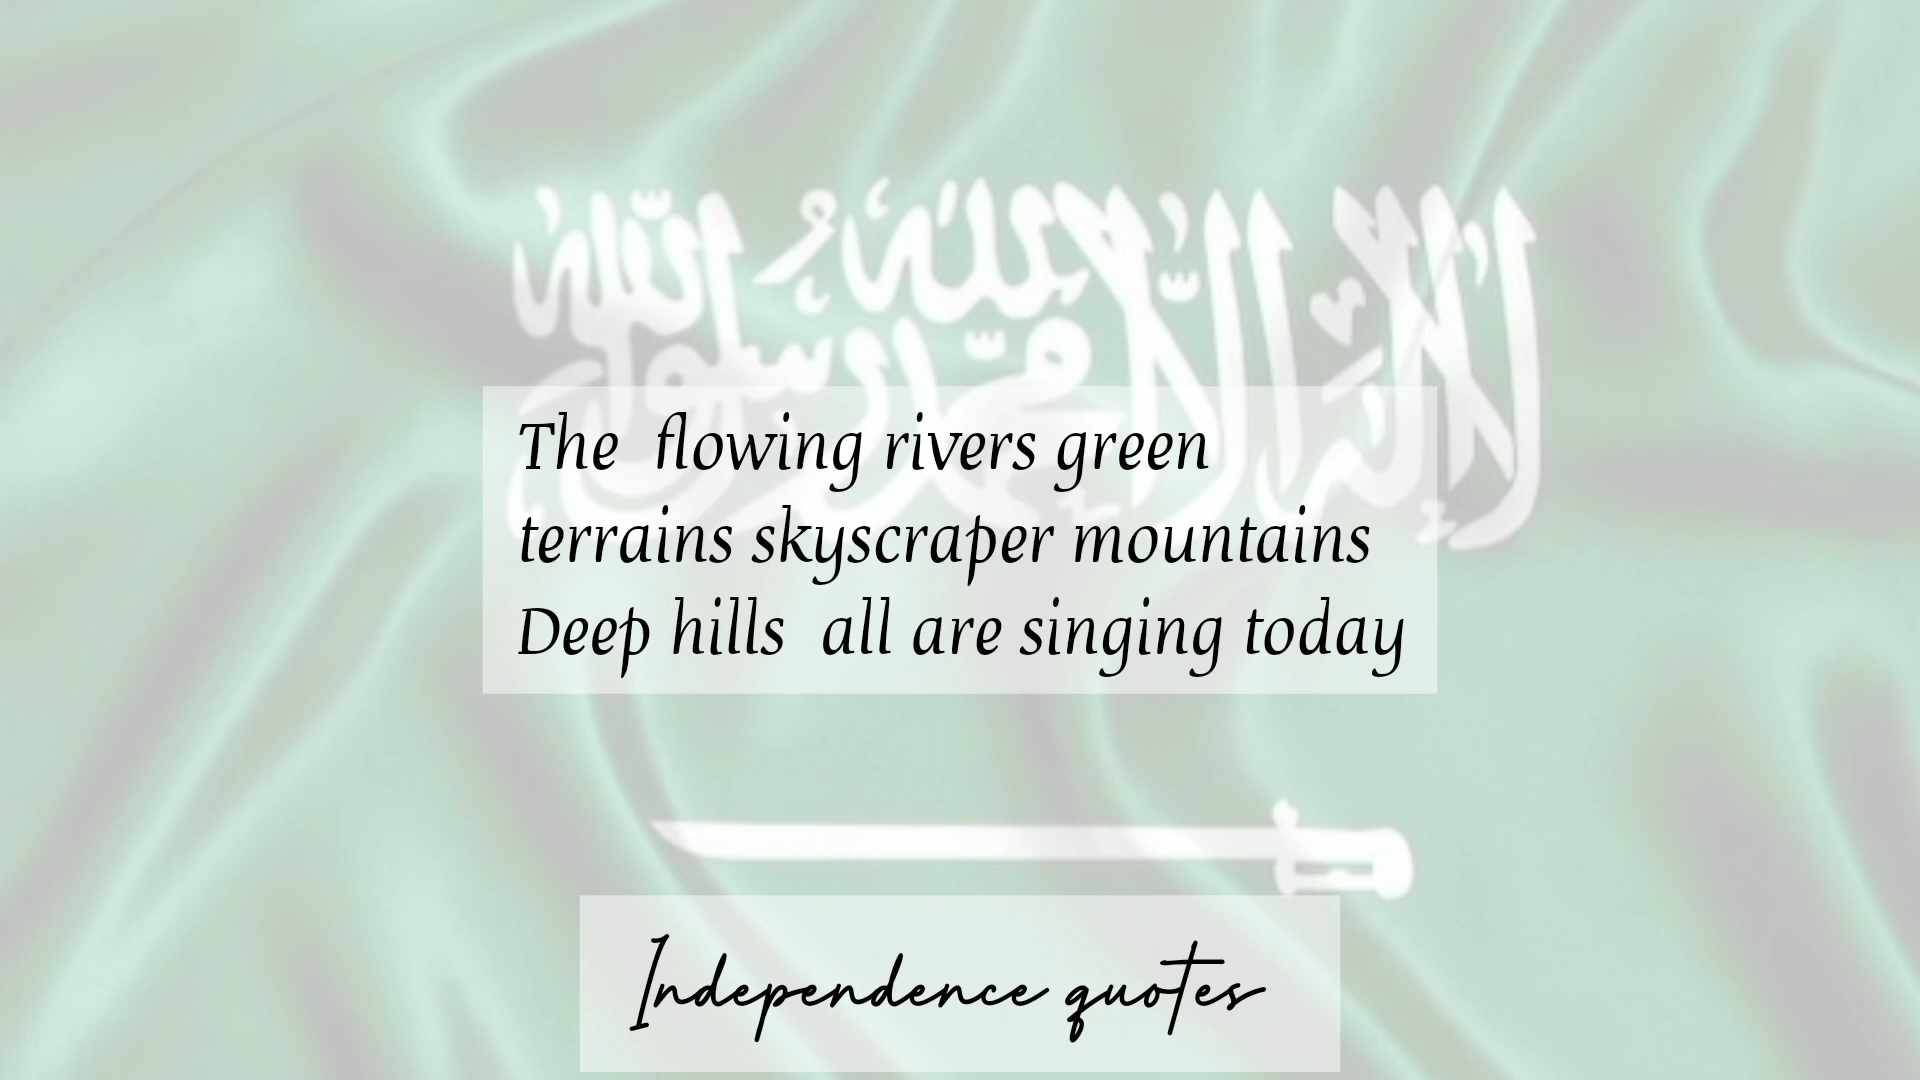 لا إله إلا الله محمد رسول الله
The flowing rivers green
terrains skyscraper mountains
Deep hills all are singing today
Independence quotes